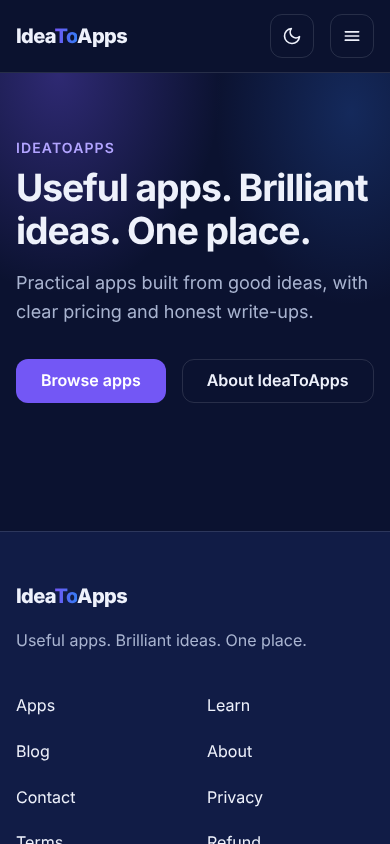 IdeaToApps
IDEATOAPPS
Useful apps. Brilliant
ideas. One place.
Practical apps built from good ideas, with
clear pricing and honest write-ups.
Browse apps
About IdeaToApps
IdeaToApps
Useful apps. Brilliant ideas. One place.
Apps
Learn
Blog
About
Contact
Privacy
Terms
Refund